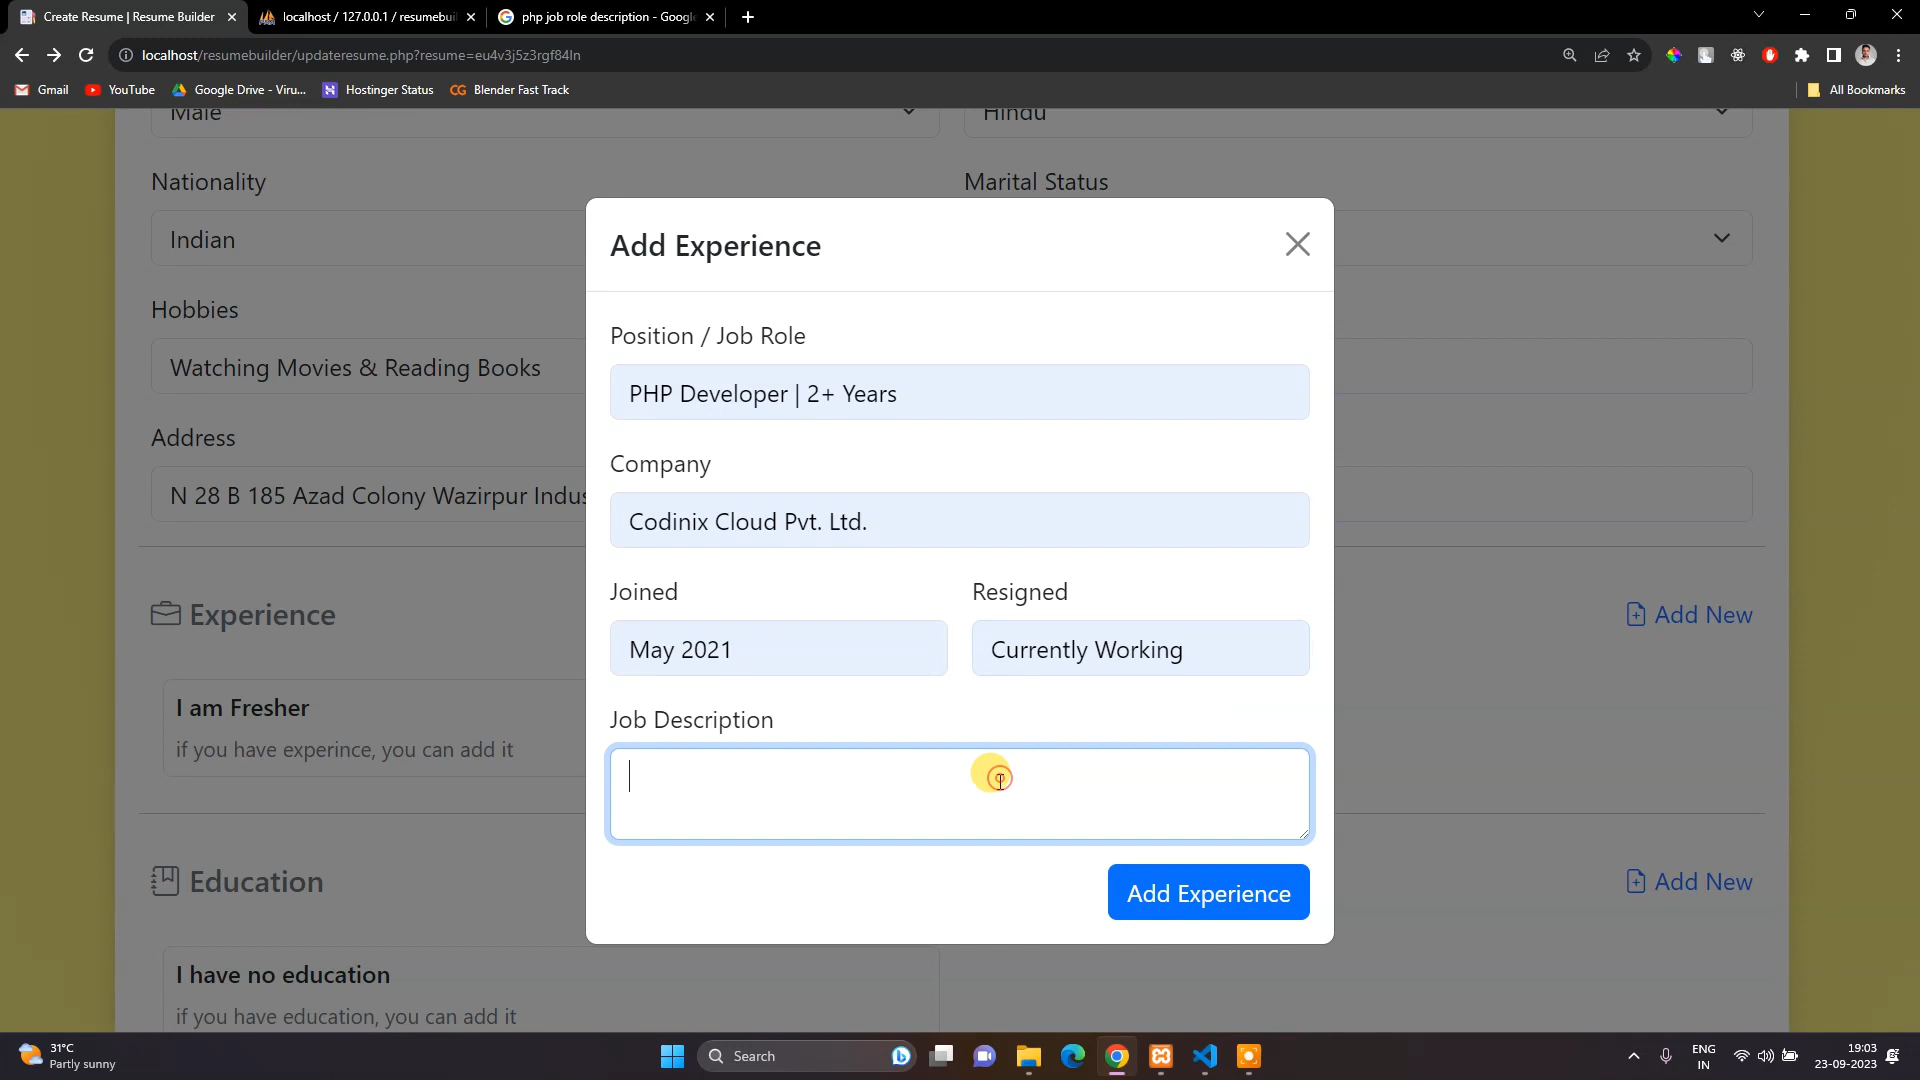 Create Resume | Resume Builder
localhost / 127.0.0.1 / resumebuil
php job role description - Googl
localhost/resumebuilder/updateresume.php?resume=eu4v3j5z3rgf84ln
Gmail
YouTube
Google Drive - Viru...
Hostinger Status
Blender Fast Track
All Bookmarks
Male
Hindu
Nationality
Marital Status
Indian
Hobbies
Watching Movies & Reading Books
Address
N 28 B 185 Azad Colony Wazirpur Indus
Experience
Add New
I am Fresher
if you have experince, you can add it
Education
Add New
I have no education
if you have education, you can add it
Add Experience
Position / Job Role
PHP Developer | 2+ Years
Company
Codinix Cloud Pvt. Ltd.
Joined
Resigned
May 2021
Currently Working
Job Description
Add Experience
31°C
Partly sunny
Search
ENG
IN
19:03
23-09-2023